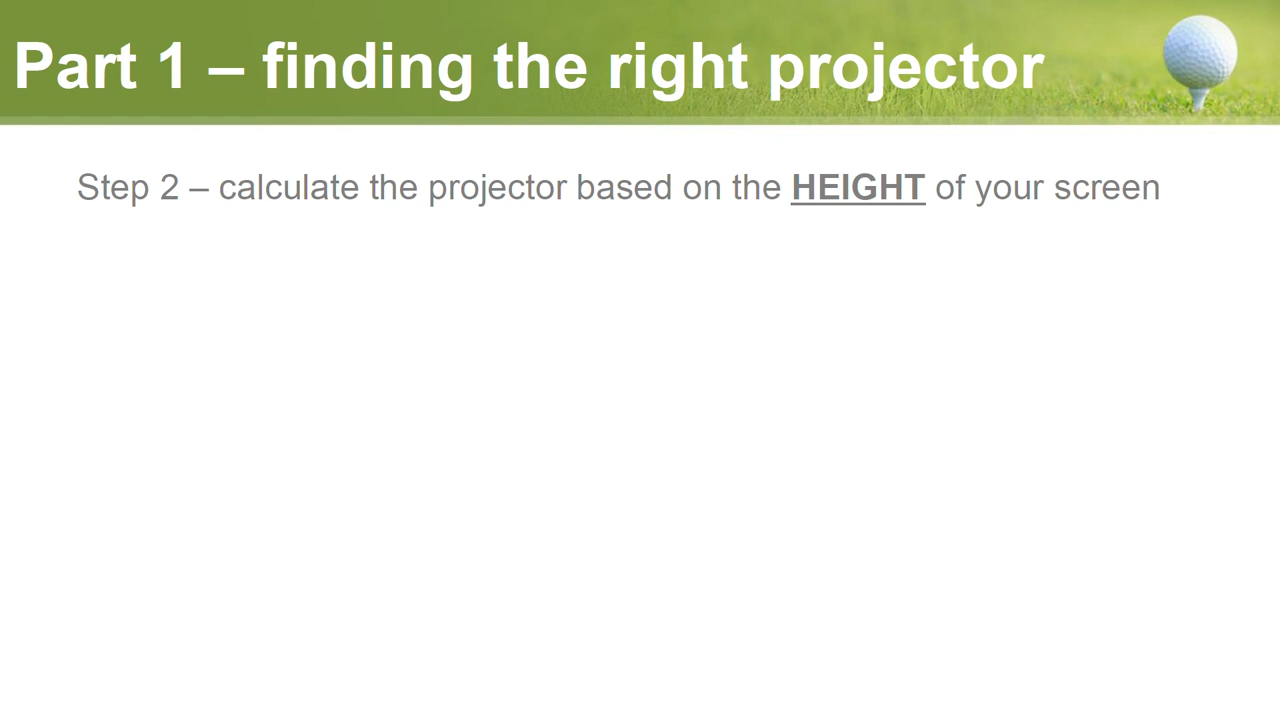 Part 1 – finding the right projector
Step 2 – calculate the projector based on the HEIGHT of your screen